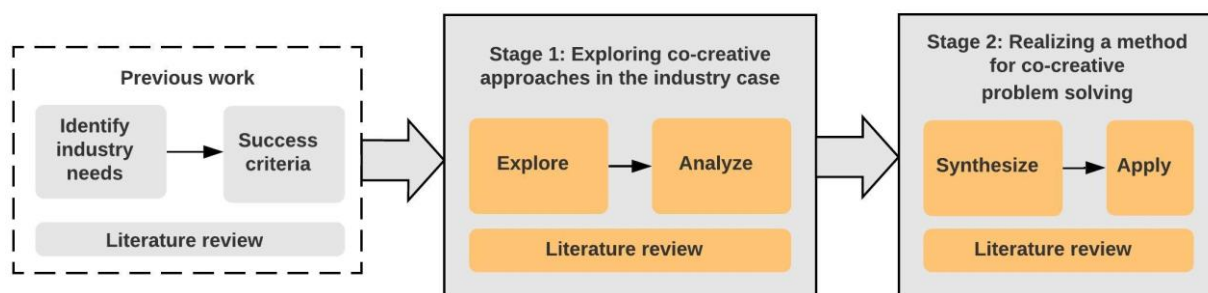 Previous work
Identify
industry
needs
Success
criteria
Literature review
Stage 1: Exploring co-creative
approaches in the industry case
Explore
Analyze
Literature review
Stage 2: Realizing a method
for co-creative
problem solving
Synthesize
Apply
Literature review